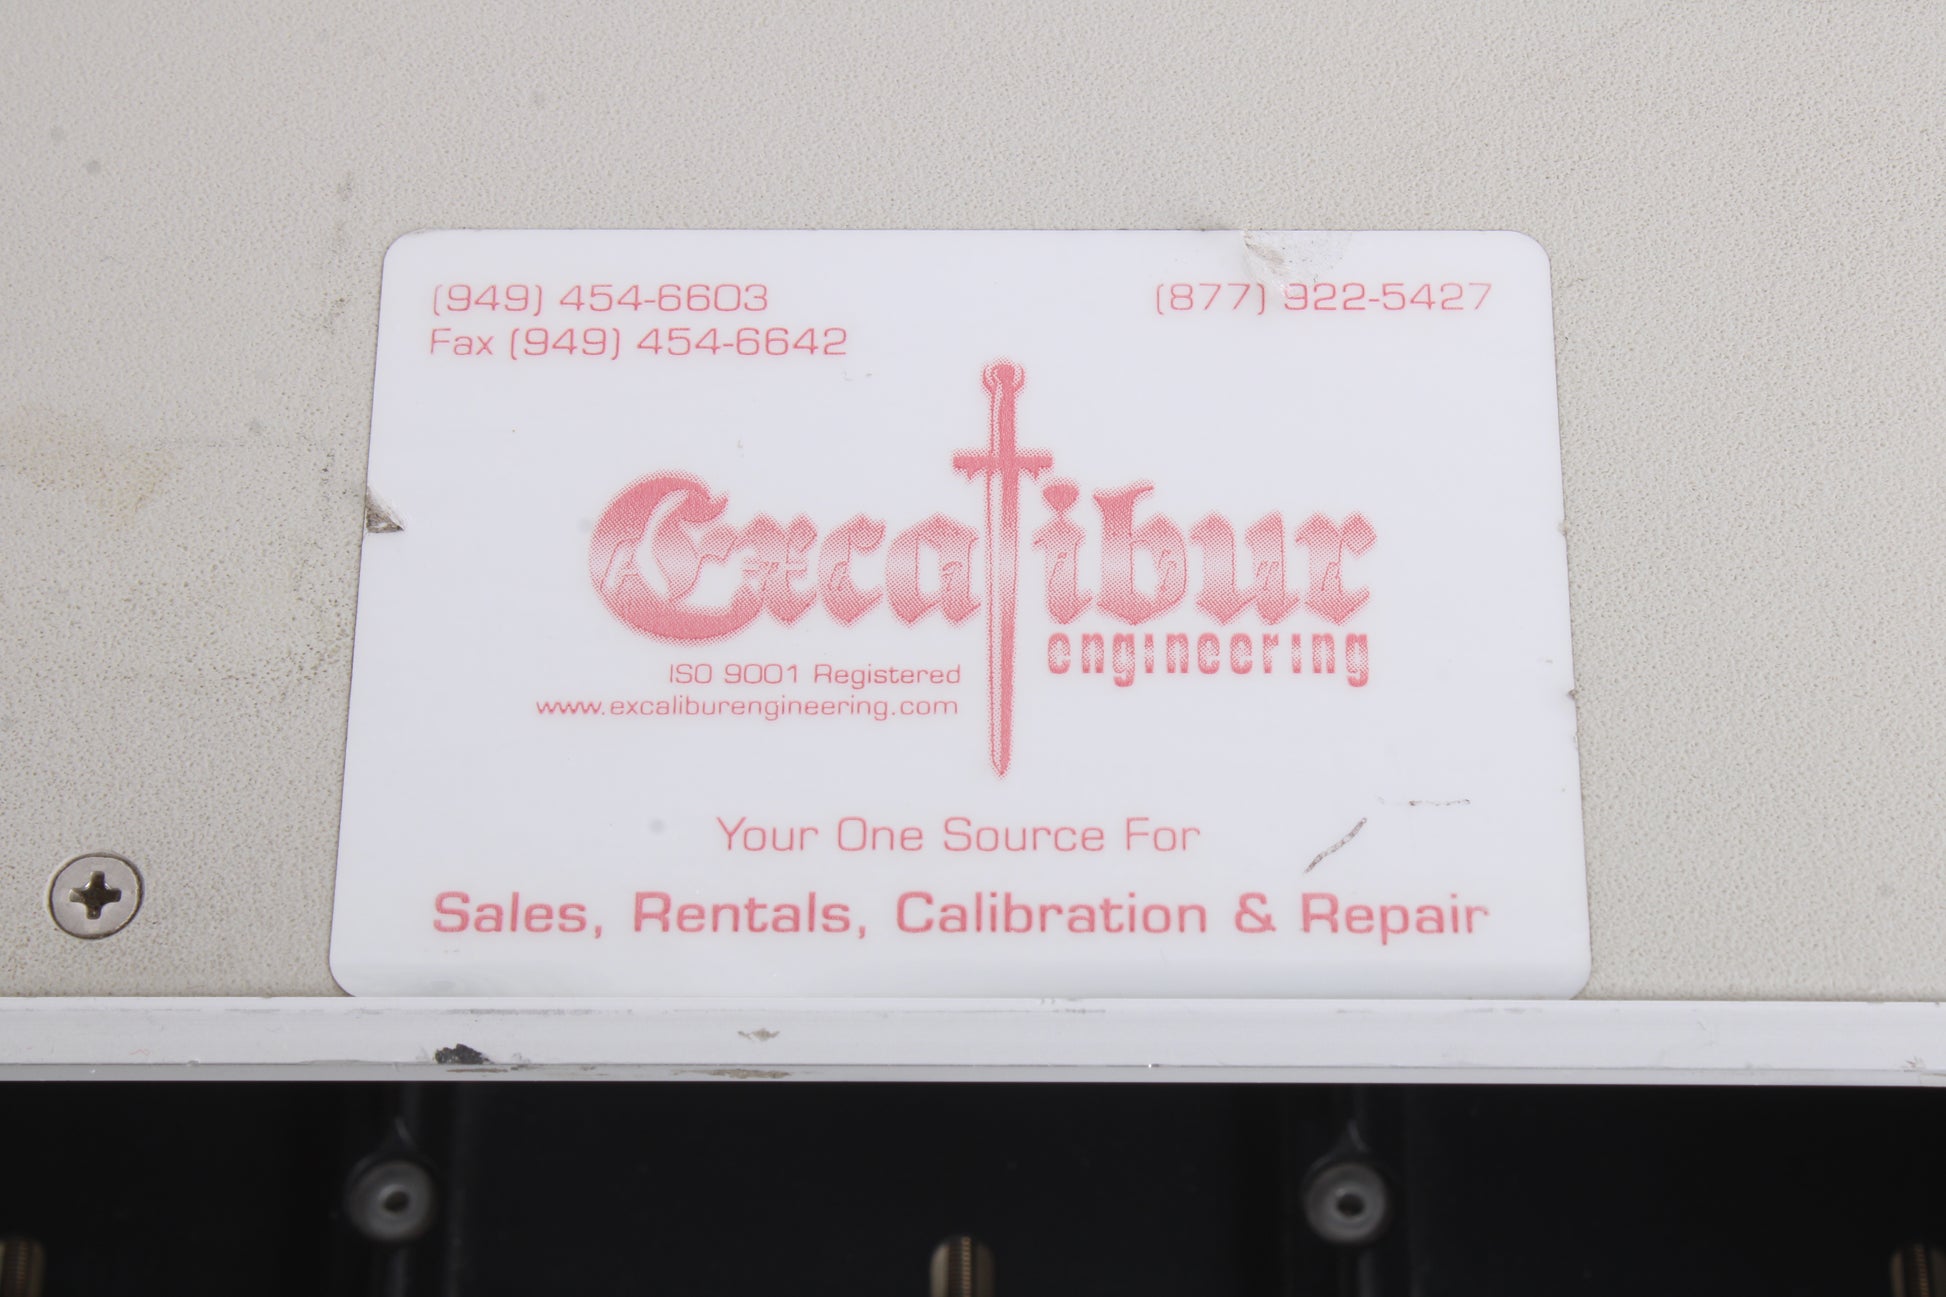 (949) 454-6603
(877) 922-5427
Fax (949) 454-6642
Excalibur
engineering
ISO 9001 Registered
www.excaliburengineering.com
Your One Source For
Sales, Rentals, Calibration & Repair